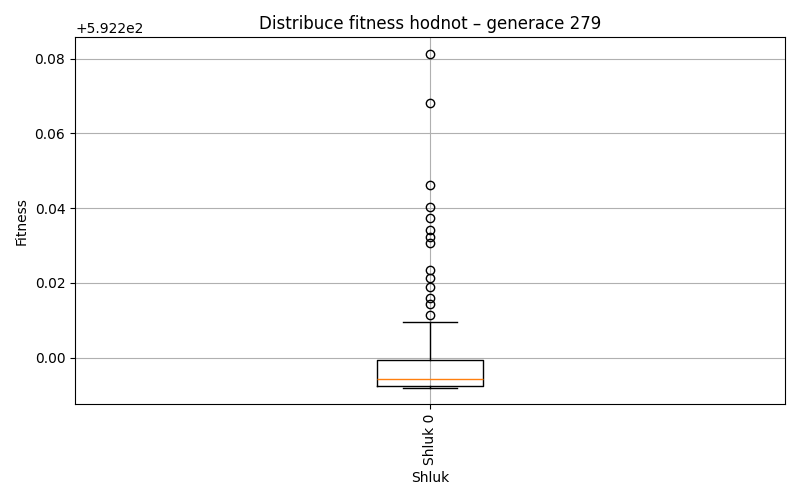 Distribuce fitness hodnot – generace 279
+5.922e2
0.08
0.06
0.04
0.02
0.00
Fitness
Shluk 0
Shluk